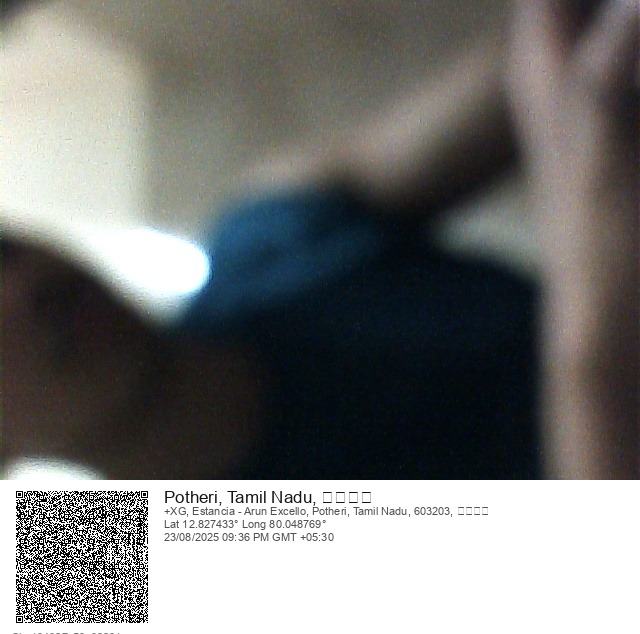 Potheri, Tamil Nadu, □□□□
+XG, Estancia - Arun Excello, Potheri, Tamil Nadu, 603203, □□□□
Lat 12.827433° Long 80.048769°
23/08/2025 09:36 PM GMT +05:30